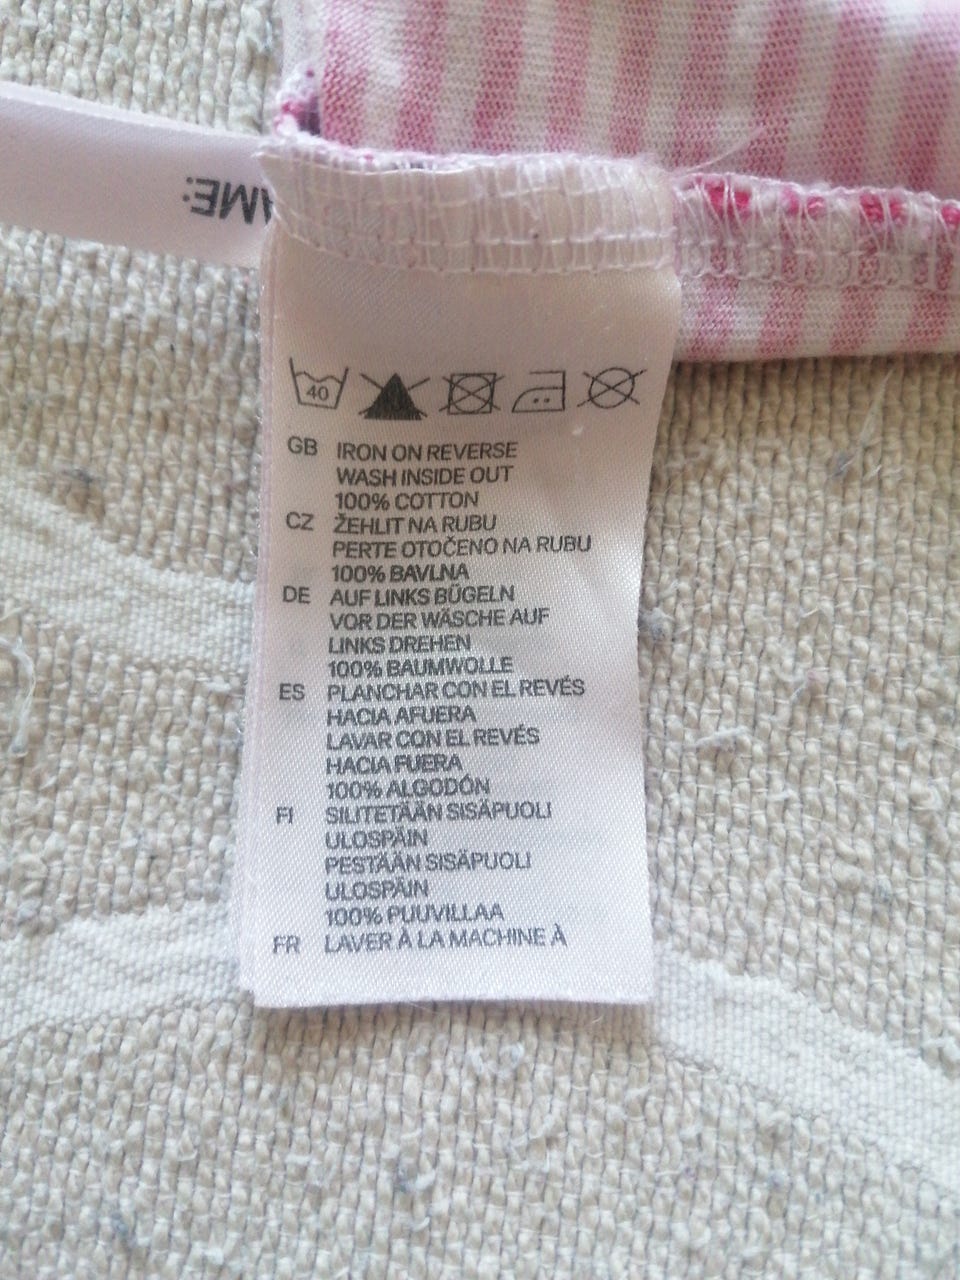 AME:
40
GB IRON ON REVERSE
WASH INSIDE OUT
100% COTTON
CZ ŽEHLIT NA RUBU
PERTE OTOČENO NA RUBU
100% BAVLNA
DE AUF LINKS BÜGELN
VOR DER WÄSCHE AUF
LINKS DREHEN
100% BAUMWOLLE
ES PLANCHAR CON EL REVÉS
HACIA AFUERA
LAVAR CON EL REVÉS
HACIA FUERA
100% ALGODÓN
FI SILITETÄÄN SISÄPUOLI
ULOSPÄIN
PESTÄÄN SISÄPUOLI
ULOSPÄIN
100% PUUVILLAA
FR LAVER À LA MACHINE À